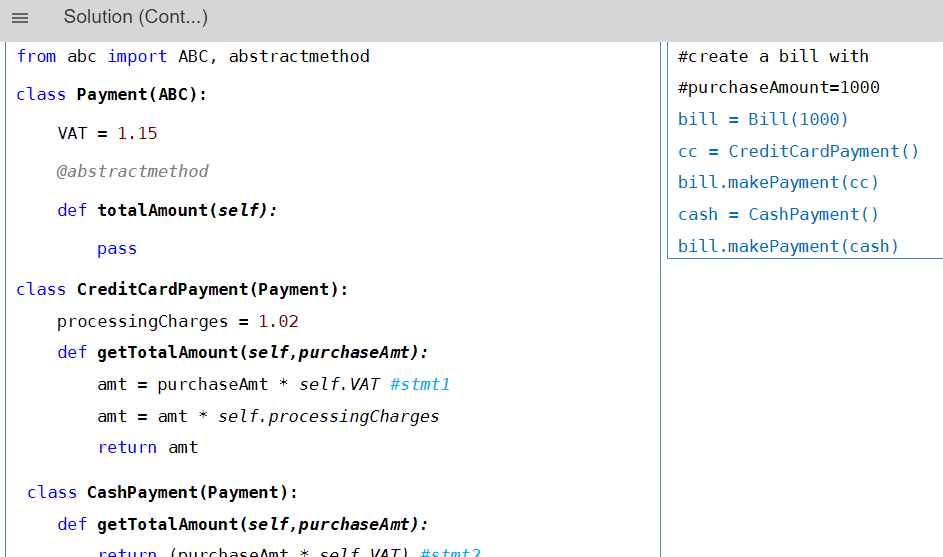 Solution (Cont...)
from abc import ABC, abstractmethod
class Payment(ABC):
VAT = 1.15
@abstractmethod
def totalAmount(self):
pass
class CreditCardPayment(Payment):
processingCharges = 1.02
def getTotalAmount(self,purchaseAmt):
amt = purchaseAmt * self.VAT #stmt1
amt = amt * self.processingCharges
return amt
class CashPayment(Payment):
def getTotalAmount(self,purchaseAmt):
return (purchaseAmt * self.VAT) #stmt2
#create a bill with
#purchaseAmount=1000
bill = Bill(1000)
cc = CreditCardPayment()
bill.makePayment(cc)
cash = CashPayment()
bill.makePayment(cash)